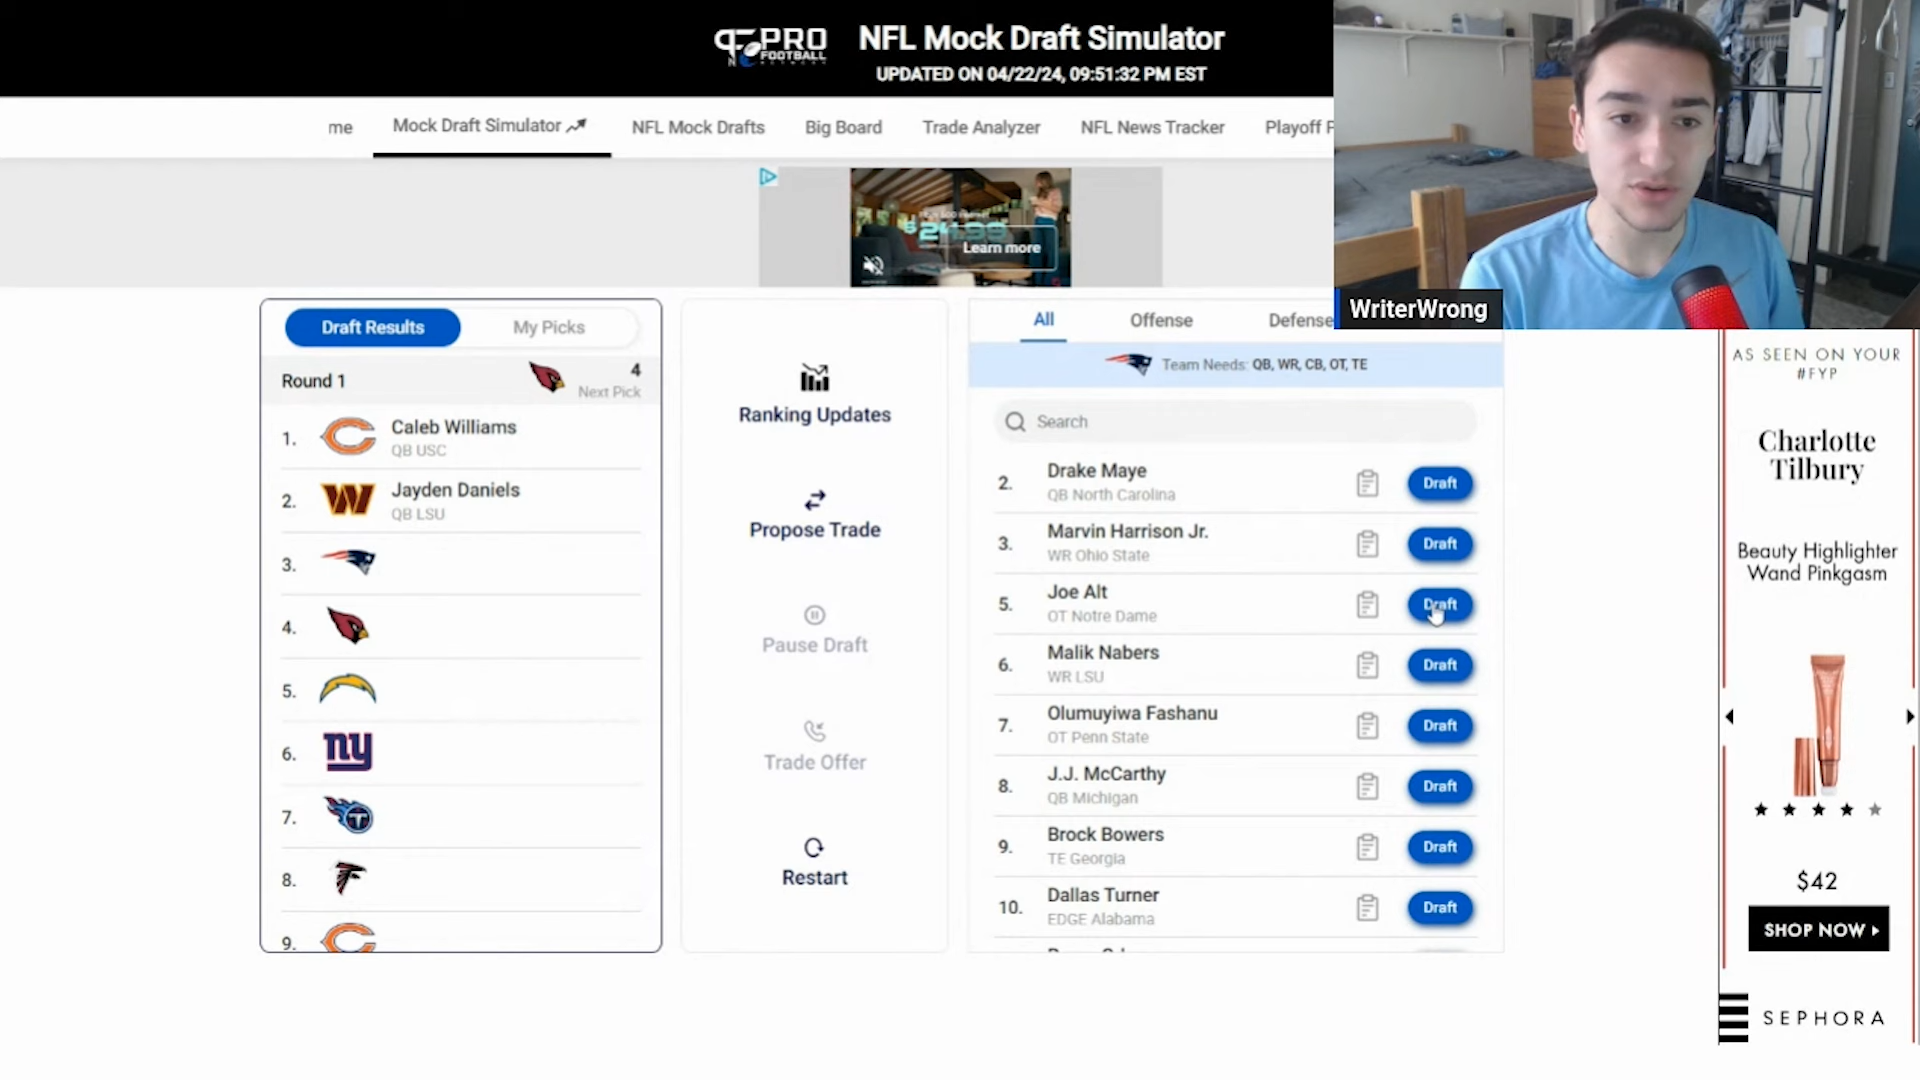 PRO
FOOTBALL
NETWORK
NFL Mock Draft Simulator
UPDATED ON 04/22/24, 09:51:32 PM EST
me
Mock Draft Simulator
NFL Mock Drafts
Big Board
Trade Analyzer
NFL News Tracker
Playoff P
$24.99
Learn more
WriterWrong
Draft Results
My Picks
Round 1
4
Next Pick
1.
Caleb Williams
QB USC
2.
W
Jayden Daniels
QB LSU
3.
4.
5.
6.
ny
7.
T
8.
9.
Ranking Updates
Propose Trade
Pause Draft
Trade Offer
Restart
All
Offense
Defense
Team Needs: QB, WR, CB, OT, TE
Search
2.
Drake Maye
QB North Carolina
Draft
3.
Marvin Harrison Jr.
WR Ohio State
Draft
5.
Joe Alt
OT Notre Dame
Draft
6.
Malik Nabers
WR LSU
Draft
7.
Olumuyiwa Fashanu
OT Penn State
Draft
8.
J.J. McCarthy
QB Michigan
Draft
9.
Brock Bowers
TE Georgia
Draft
10.
Dallas Turner
EDGE Alabama
Draft
AS SEEN ON YOUR
#FYP
Charlotte
Tilbury
Beauty Highlighter
Wand Pinkgasm
$42
SHOP NOW
SEPHORA